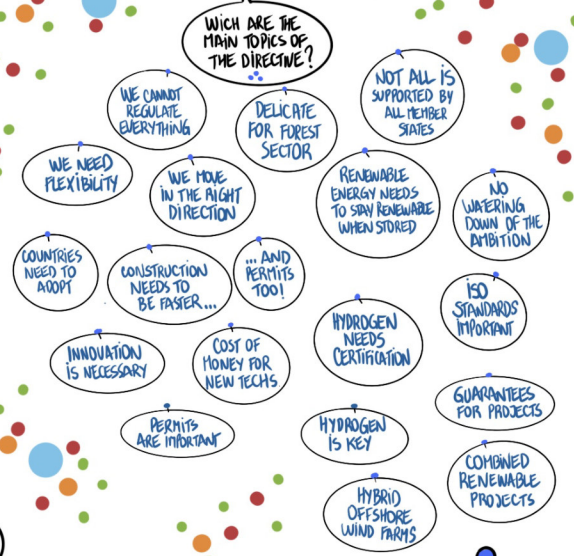 WICH ARE THE
MAIN TOPICS OF
THE DIRECTIVE?
WE CANNOT
REGULATE
EVERYTHING
DELICATE
FOR FOREST
SECTOR
NOT ALL IS
SUPPORTED BY
ALL MEMBER
STATES
WE NEED
FLEXIBILITY
WE MOVE
IN THE RIGHT
DIRECTION
RENEWABLE
ENERGY NEEDS
TO STAY RENEWABLE
WHEN STORED
NO
WATERING
DOWN OF THE
AMBITION
COUNTRIES
NEED TO
ADOPT
CONSTRUCTION
NEEDS TO
BE FASTER...
... AND
PERMITS
TOO!
ISO
STANDARDS
IMPORTANT
INNOVATION
IS NECESSARY
COST OF
MONEY FOR
NEW TECHS
HYDROGEN
NEEDS
CERTIFICATION
GUARANTEES
FOR PROJECTS
PERMITS
ARE IMPORTANT
HYDROGEN
IS KEY
COMBINED
RENEWABLE
PROJECTS
HYBRID
OFFSHORE
WIND FARMS